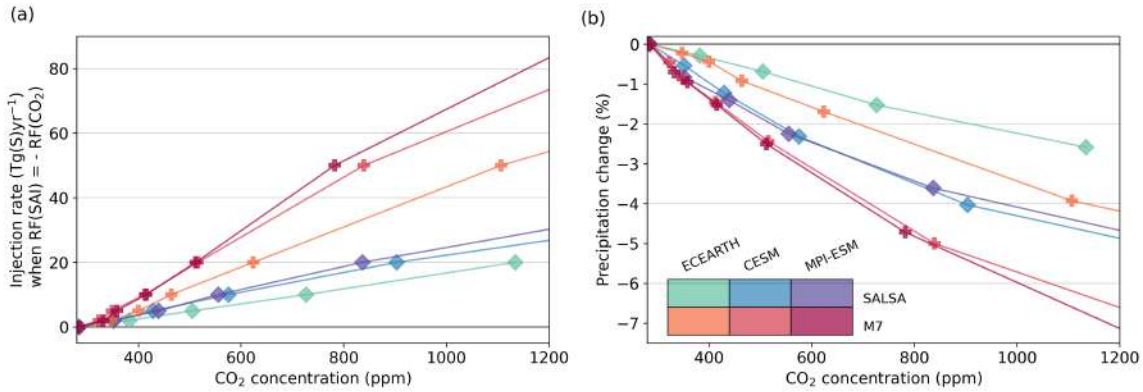 (a)
Injection rate (Tg(S)yr⁻¹)
when RF(SAI) = - RF(CO₂)
80
60
40
20
0
400
600
800
1000
1200
CO₂ concentration (ppm)
(b)
Precipitation change (%)
0
−1
−2
−3
−4
−5
−6
−7
400
600
800
1000
1200
CO₂ concentration (ppm)
ECEARTH
CESM
MPI-ESM
SALSA
M7